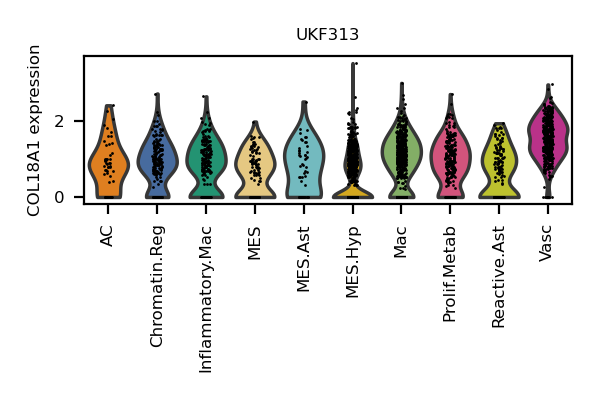 UKF313
COL18A1 expression
2
0
AC
Chromatin.Reg
Inflammatory.Mac
MES
MES.Ast
MES.Hyp
Mac
Prolif.Metab
Reactive.Ast
Vasc